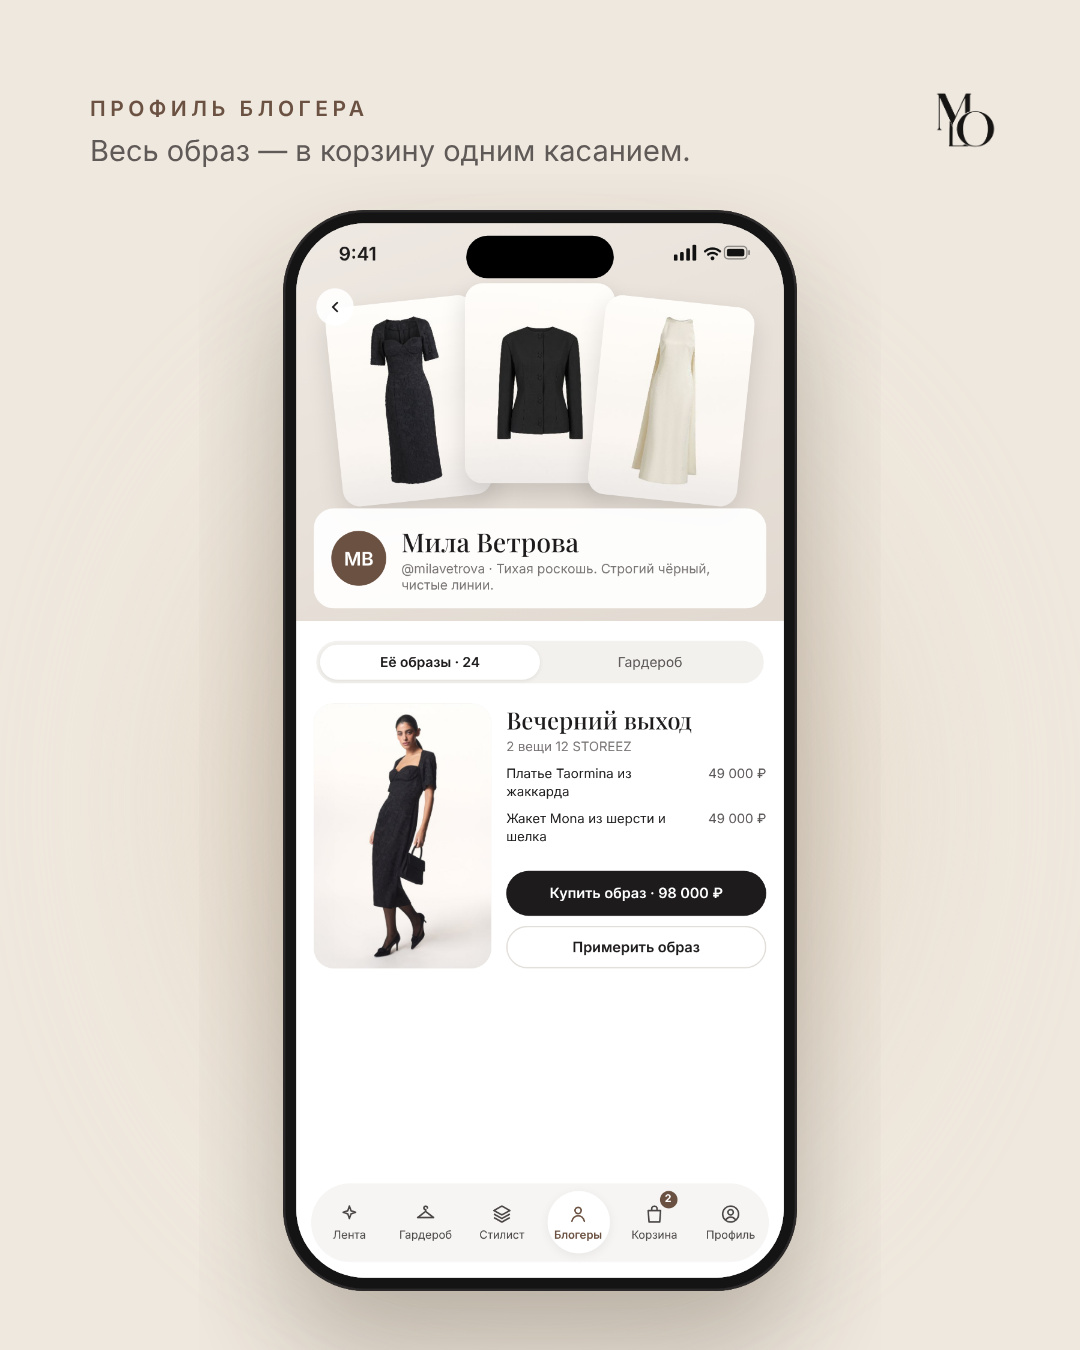 ПРОФИЛЬ БЛОГЕРА
Весь образ — в корзину одним касанием.
MYLO
9:41
МВ
Мила Ветрова
@milavetrova · Тихая роскошь. Строгий чёрный,
чистые линии.
Её образы · 24
Гардероб
Вечерний выход
2 вещи 12 STOREEZ
Платье Taormina из
жаккарда
49 000 ₽
Жакет Mona из шерсти и
шелка
49 000 ₽
Купить образ · 98 000 ₽
Примерить образ
Лента
Гардероб
Стилист
Блогеры
2
Корзина
Профиль